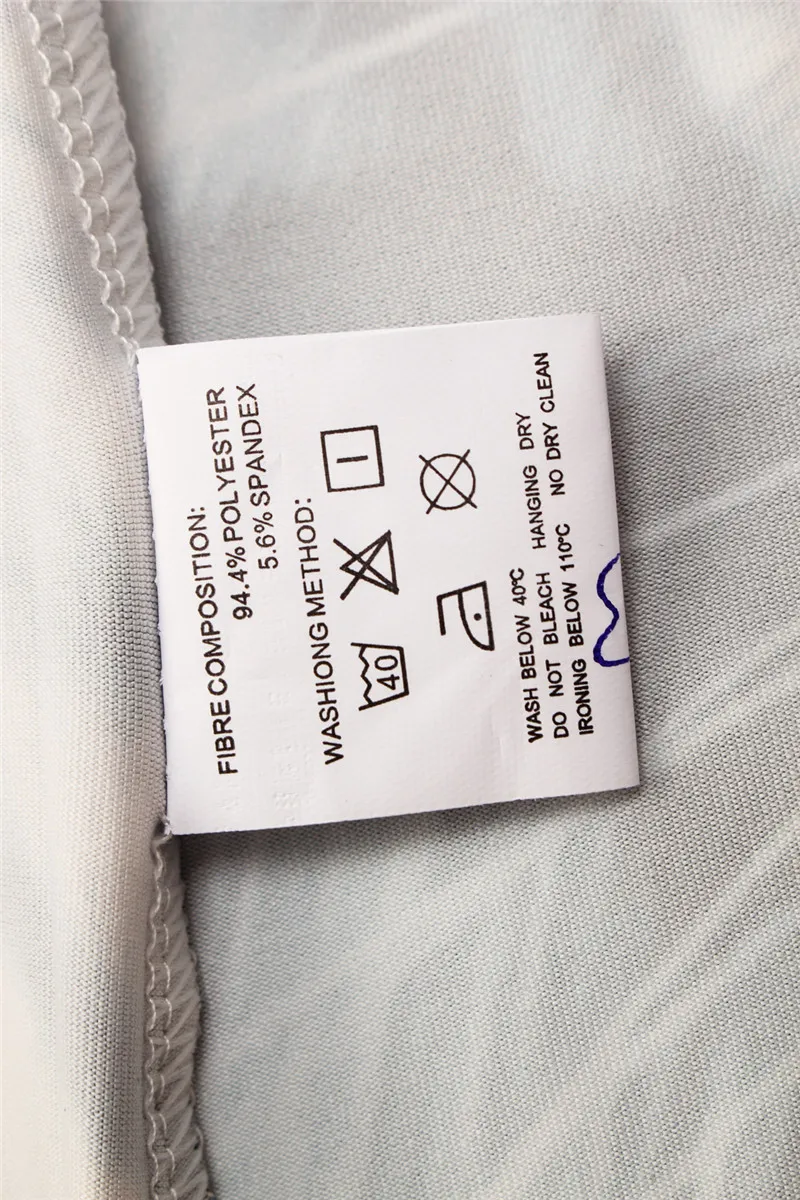 FIBRE COMPOSITION:
94.4% POLYESTER
5.6% SPANDEX
WASHIONG METHOD:
40
WASH BELOW 40℃
DO NOT BLEACH HANGING DRY
IRONING BELOW 110℃ NO DRY CLEAN